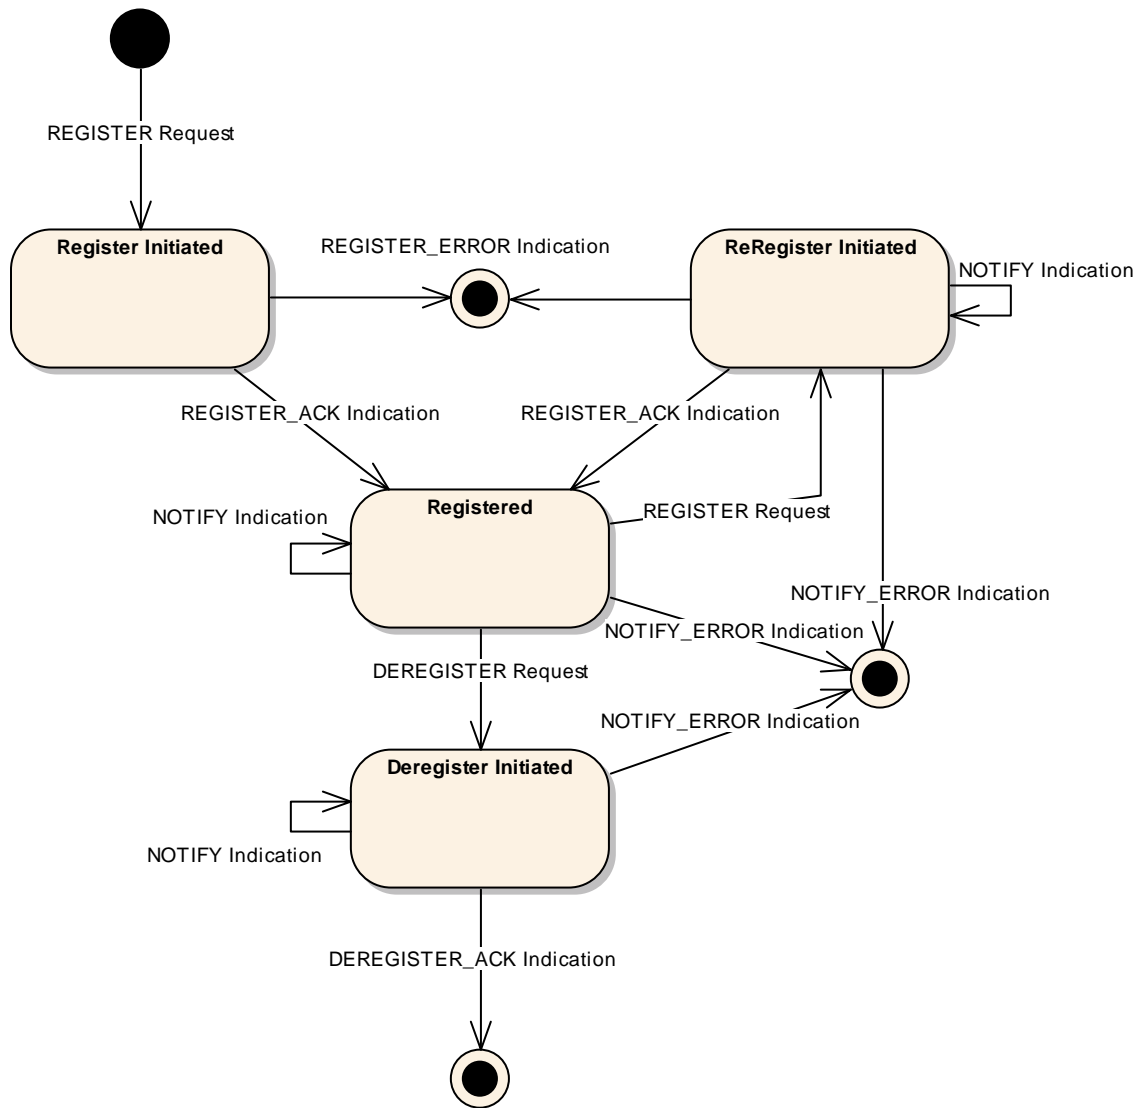 REGISTER Request
Register Initiated
REGISTER_ERROR Indication
ReRegister Initiated
NOTIFY Indication
REGISTER_ACK Indication
REGISTER_ACK Indication
Registered
NOTIFY Indication
REGISTER Request
NOTIFY_ERROR Indication
NOTIFY_ERROR Indication
DEREGISTER Request
NOTIFY_ERROR Indication
Deregister Initiated
NOTIFY Indication
DEREGISTER_ACK Indication